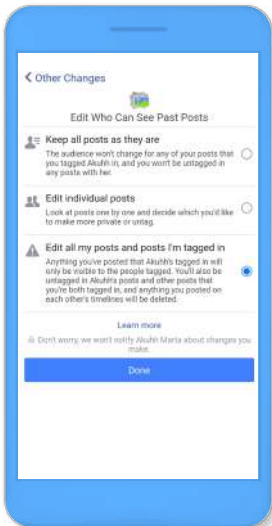 Other Changes
Edit Who Can See Past Posts
Keep all posts as they are
The audience won't change for any of your posts that
you tagged Akuhh in, and you won't be untagged in
any posts with her.
Edit individual posts
Look at posts one by one and decide which you'd like
to make more private or untag.
Edit all my posts and posts I'm tagged in
Anything you've posted that Akuhh's tagged in will
only be visible to the people tagged. You'll also be
untagged in Akuhh's posts and other posts that
you're both tagged in, and anything you posted on
each other's timelines will be deleted.
Learn more
Don't worry, we won't notify Akuhh Marta about changes you
make.
Done